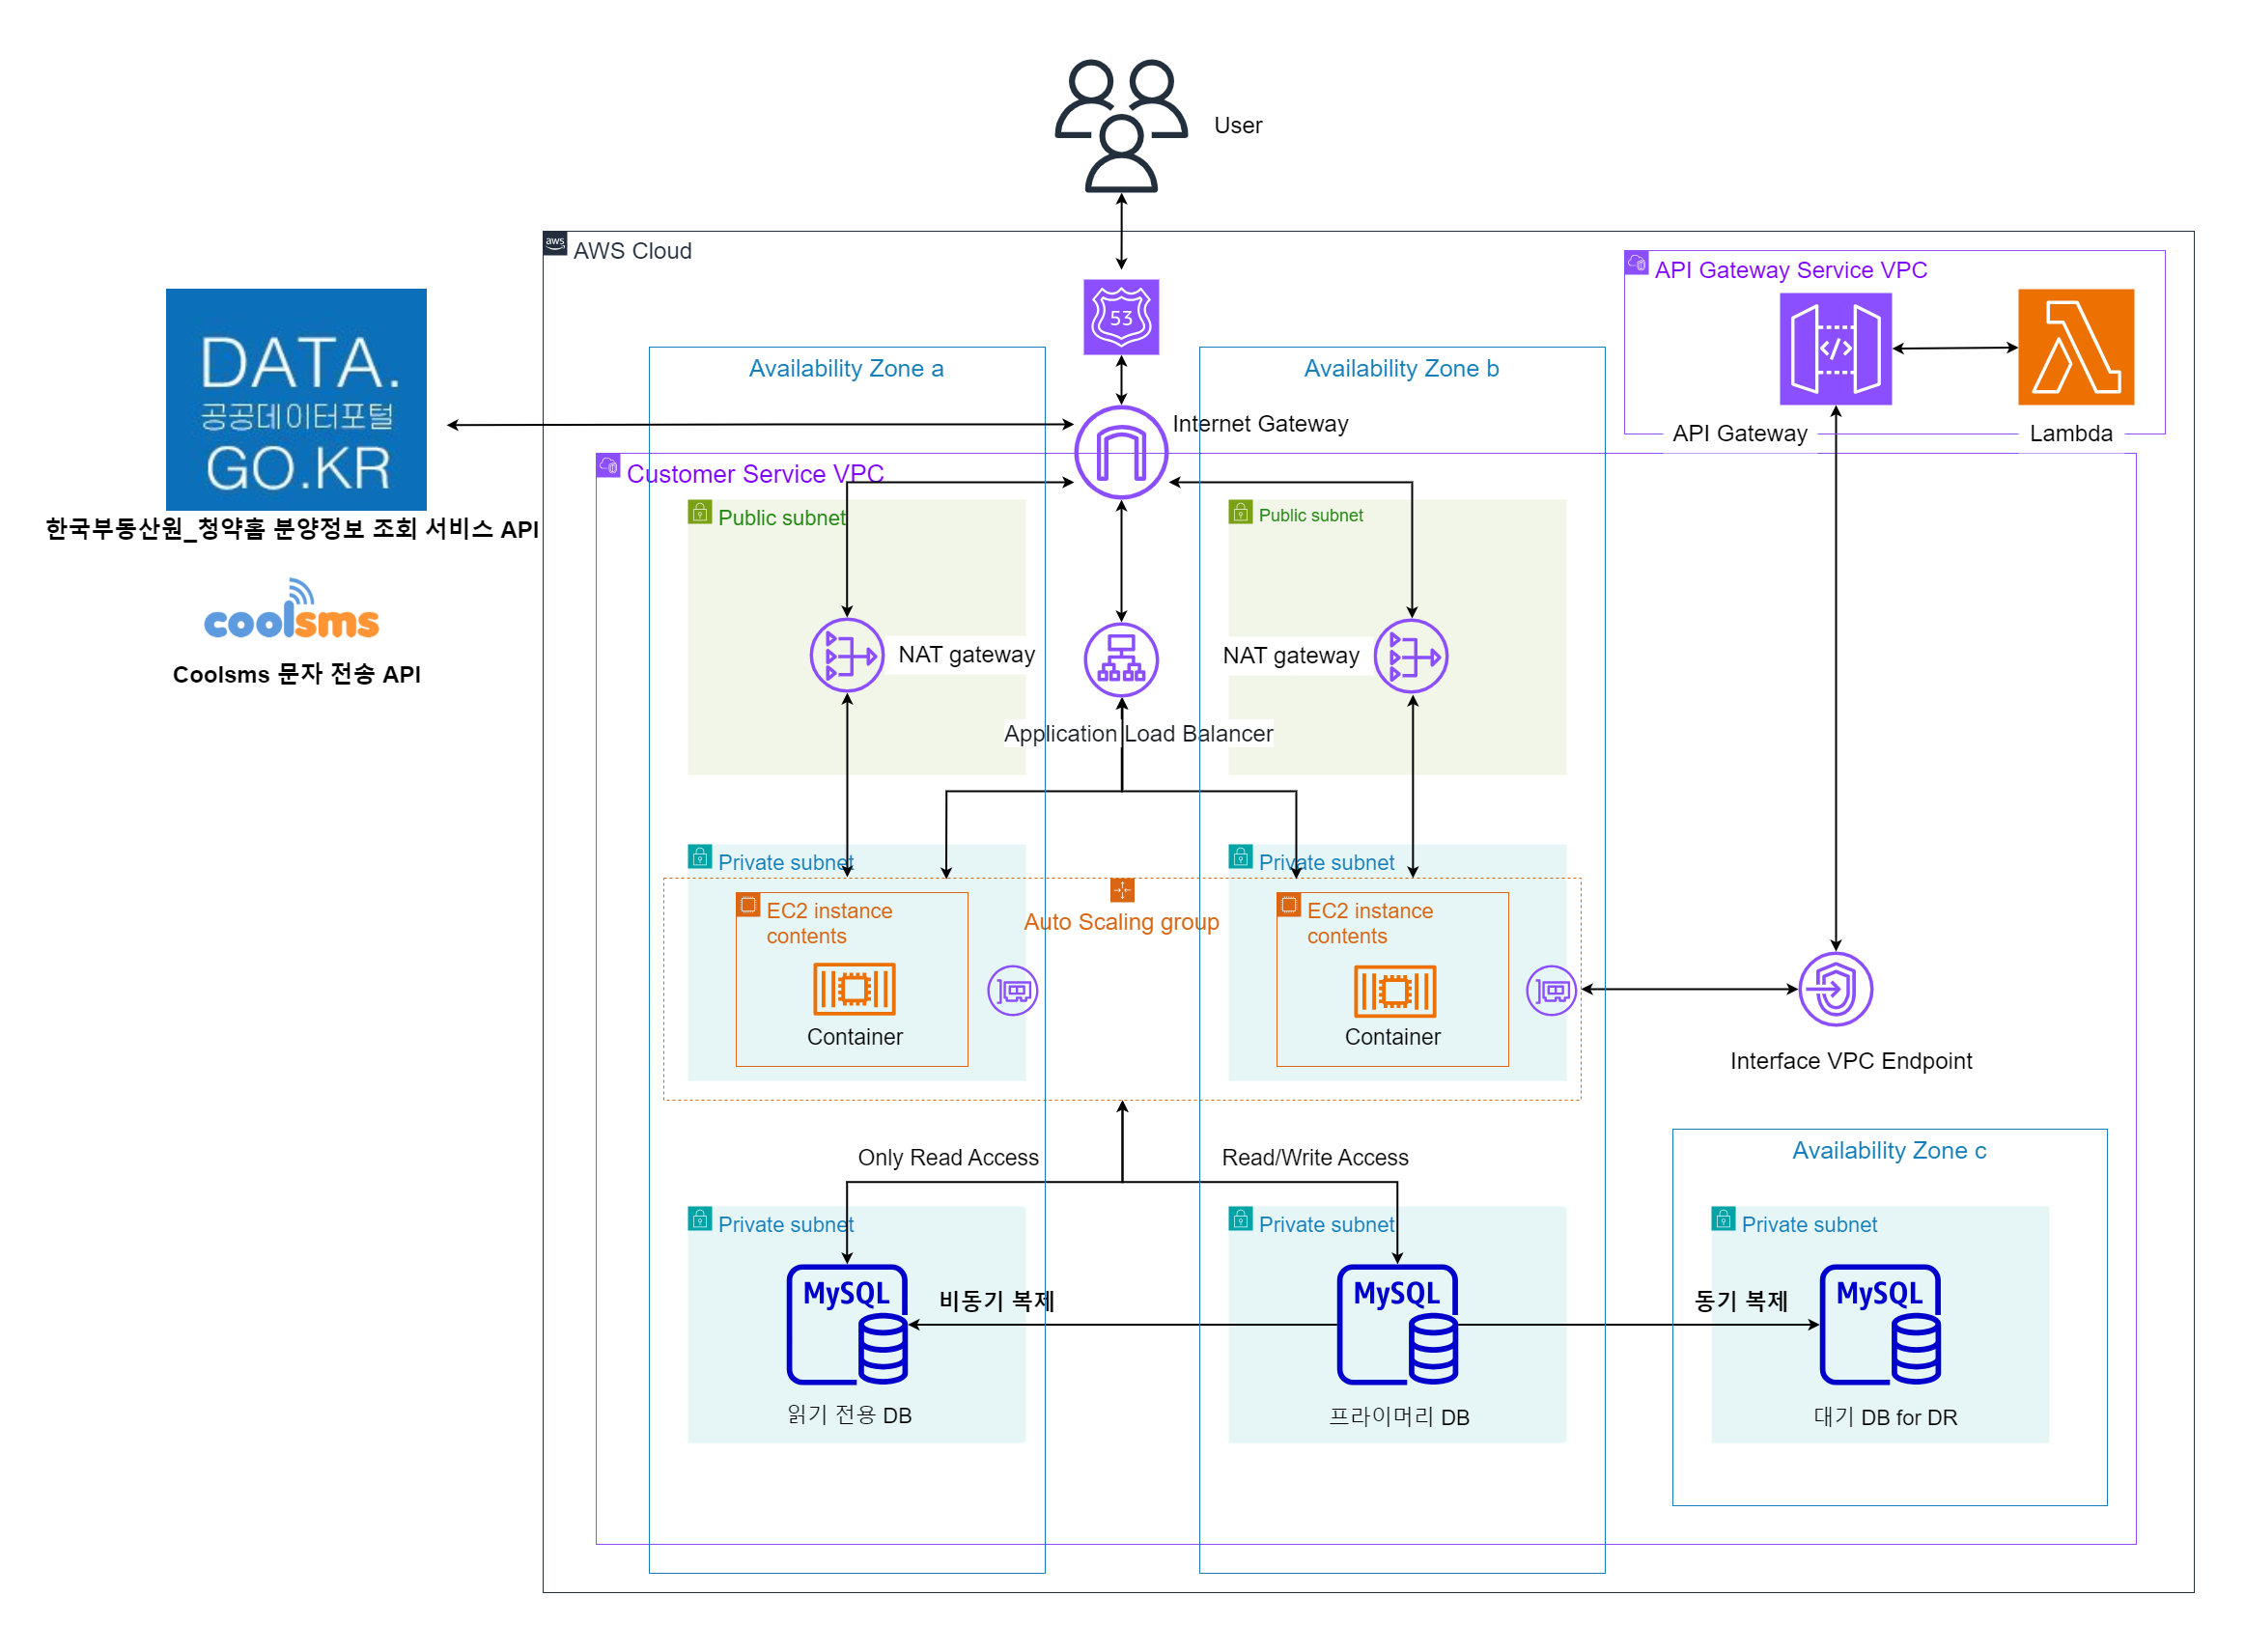 User
aws
AWS Cloud
API Gateway Service VPC
53
Availability Zone a
Availability Zone b
DATA.
공공데이터포털
GO.KR
Internet Gateway
API Gateway
Lambda
Customer Service VPC
한국부동산원_청약홈 분양정보 조회 서비스 API
Public subnet
Public subnet
coolsms
Coolsms 문자 전송 API
NAT gateway
NAT gateway
Application Load Balancer
Private subnet
Private subnet
EC2 instance
contents
Auto Scaling group
EC2 instance
contents
Container
Container
Interface VPC Endpoint
Only Read Access
Read/Write Access
Availability Zone c
Private subnet
Private subnet
Private subnet
MySQL
비동기 복제
MySQL
동기 복제
MySQL
읽기 전용 DB
프라이머리 DB
대기 DB for DR